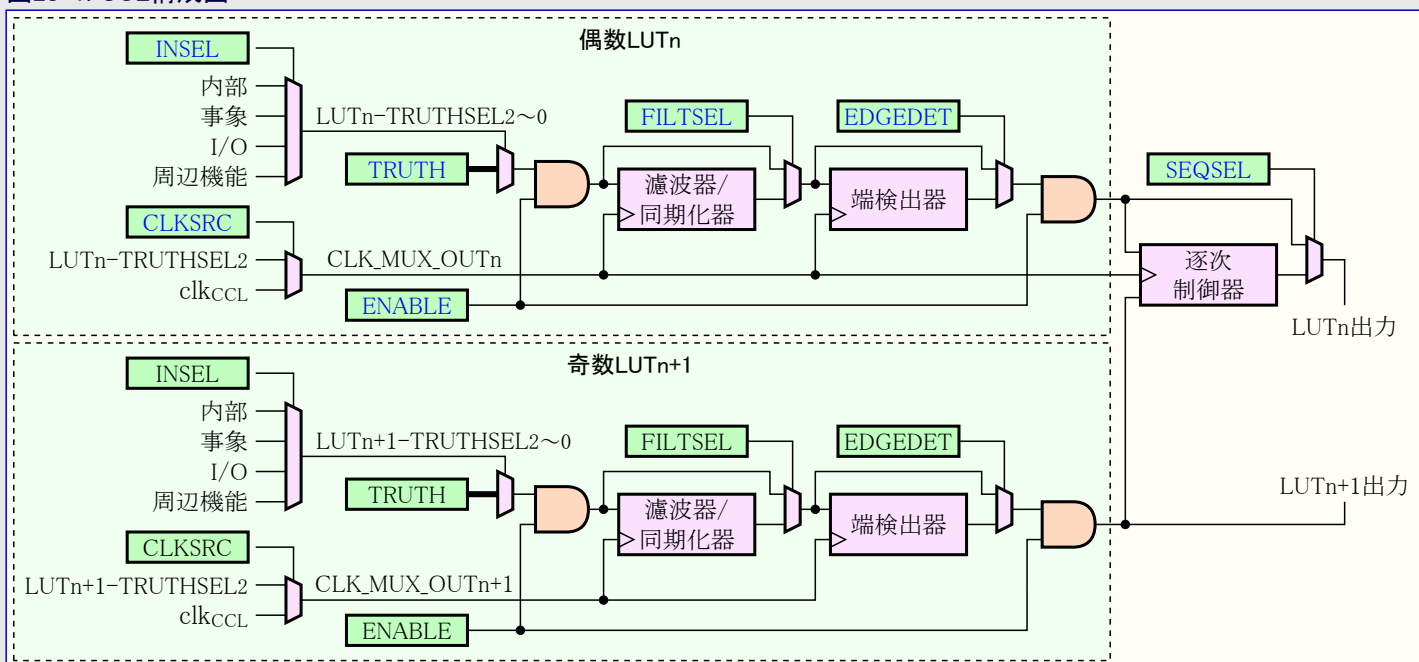 偶数LUTn
INSEL
内部
事象
I/O
周辺機能
LUTn-TRUTHSEL2～0
TRUTH
FILTSEL
EDGEDET
濾波器/
同期化器
端検出器
CLKSRC
LUTn-TRUTHSEL2
clkCCL
CLK_MUX_OUTn
ENABLE
SEQSEL
逐次
制御器
LUTn出力
奇数LUTn+1
INSEL
内部
事象
I/O
周辺機能
LUTn+1-TRUTHSEL2～0
TRUTH
FILTSEL
EDGEDET
濾波器/
同期化器
端検出器
CLKSRC
LUTn+1-TRUTHSEL2
clkCCL
CLK_MUX_OUTn+1
ENABLE
LUTn+1出力